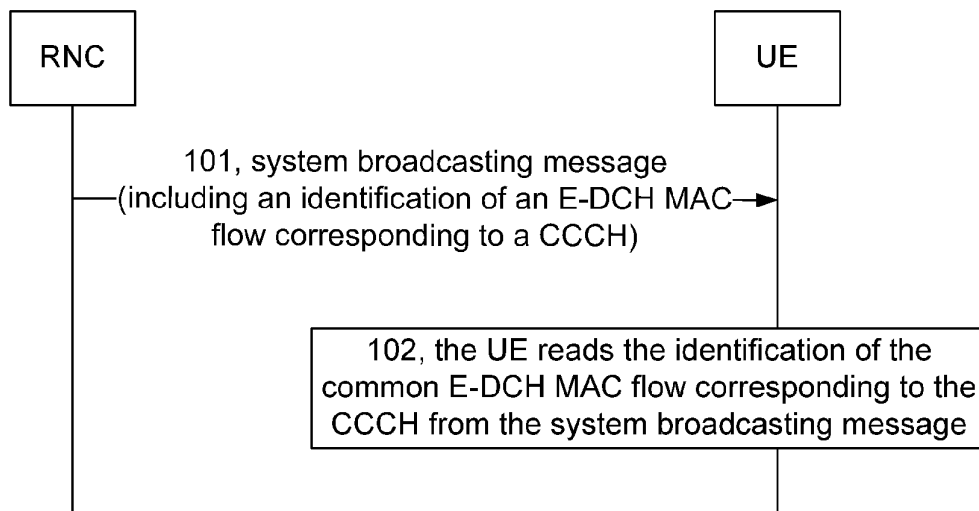 RNC
UE
101, system broadcasting message
(including an identification of an E-DCH MAC
flow corresponding to a CCCH)
102, the UE reads the identification of the
common E-DCH MAC flow corresponding to the
CCCH from the system broadcasting message